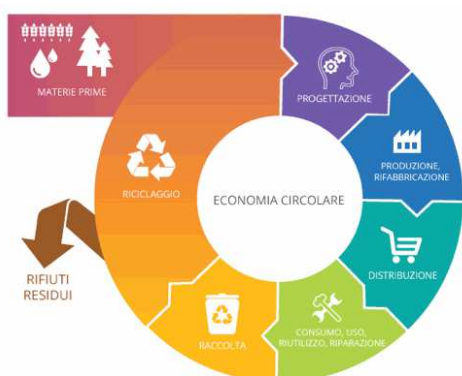 MATERIE PRIME
PROGETTAZIONE
PRODUZIONE,
RIFABBRICAZIONE
RICICLAGGIO
ECONOMIA CIRCOLARE
DISTRIBUZIONE
RIFIUTI
RESIDUI
CONSUMO, USO,
RIUTILIZZO, RIPARAZIONE
RACCOLTA